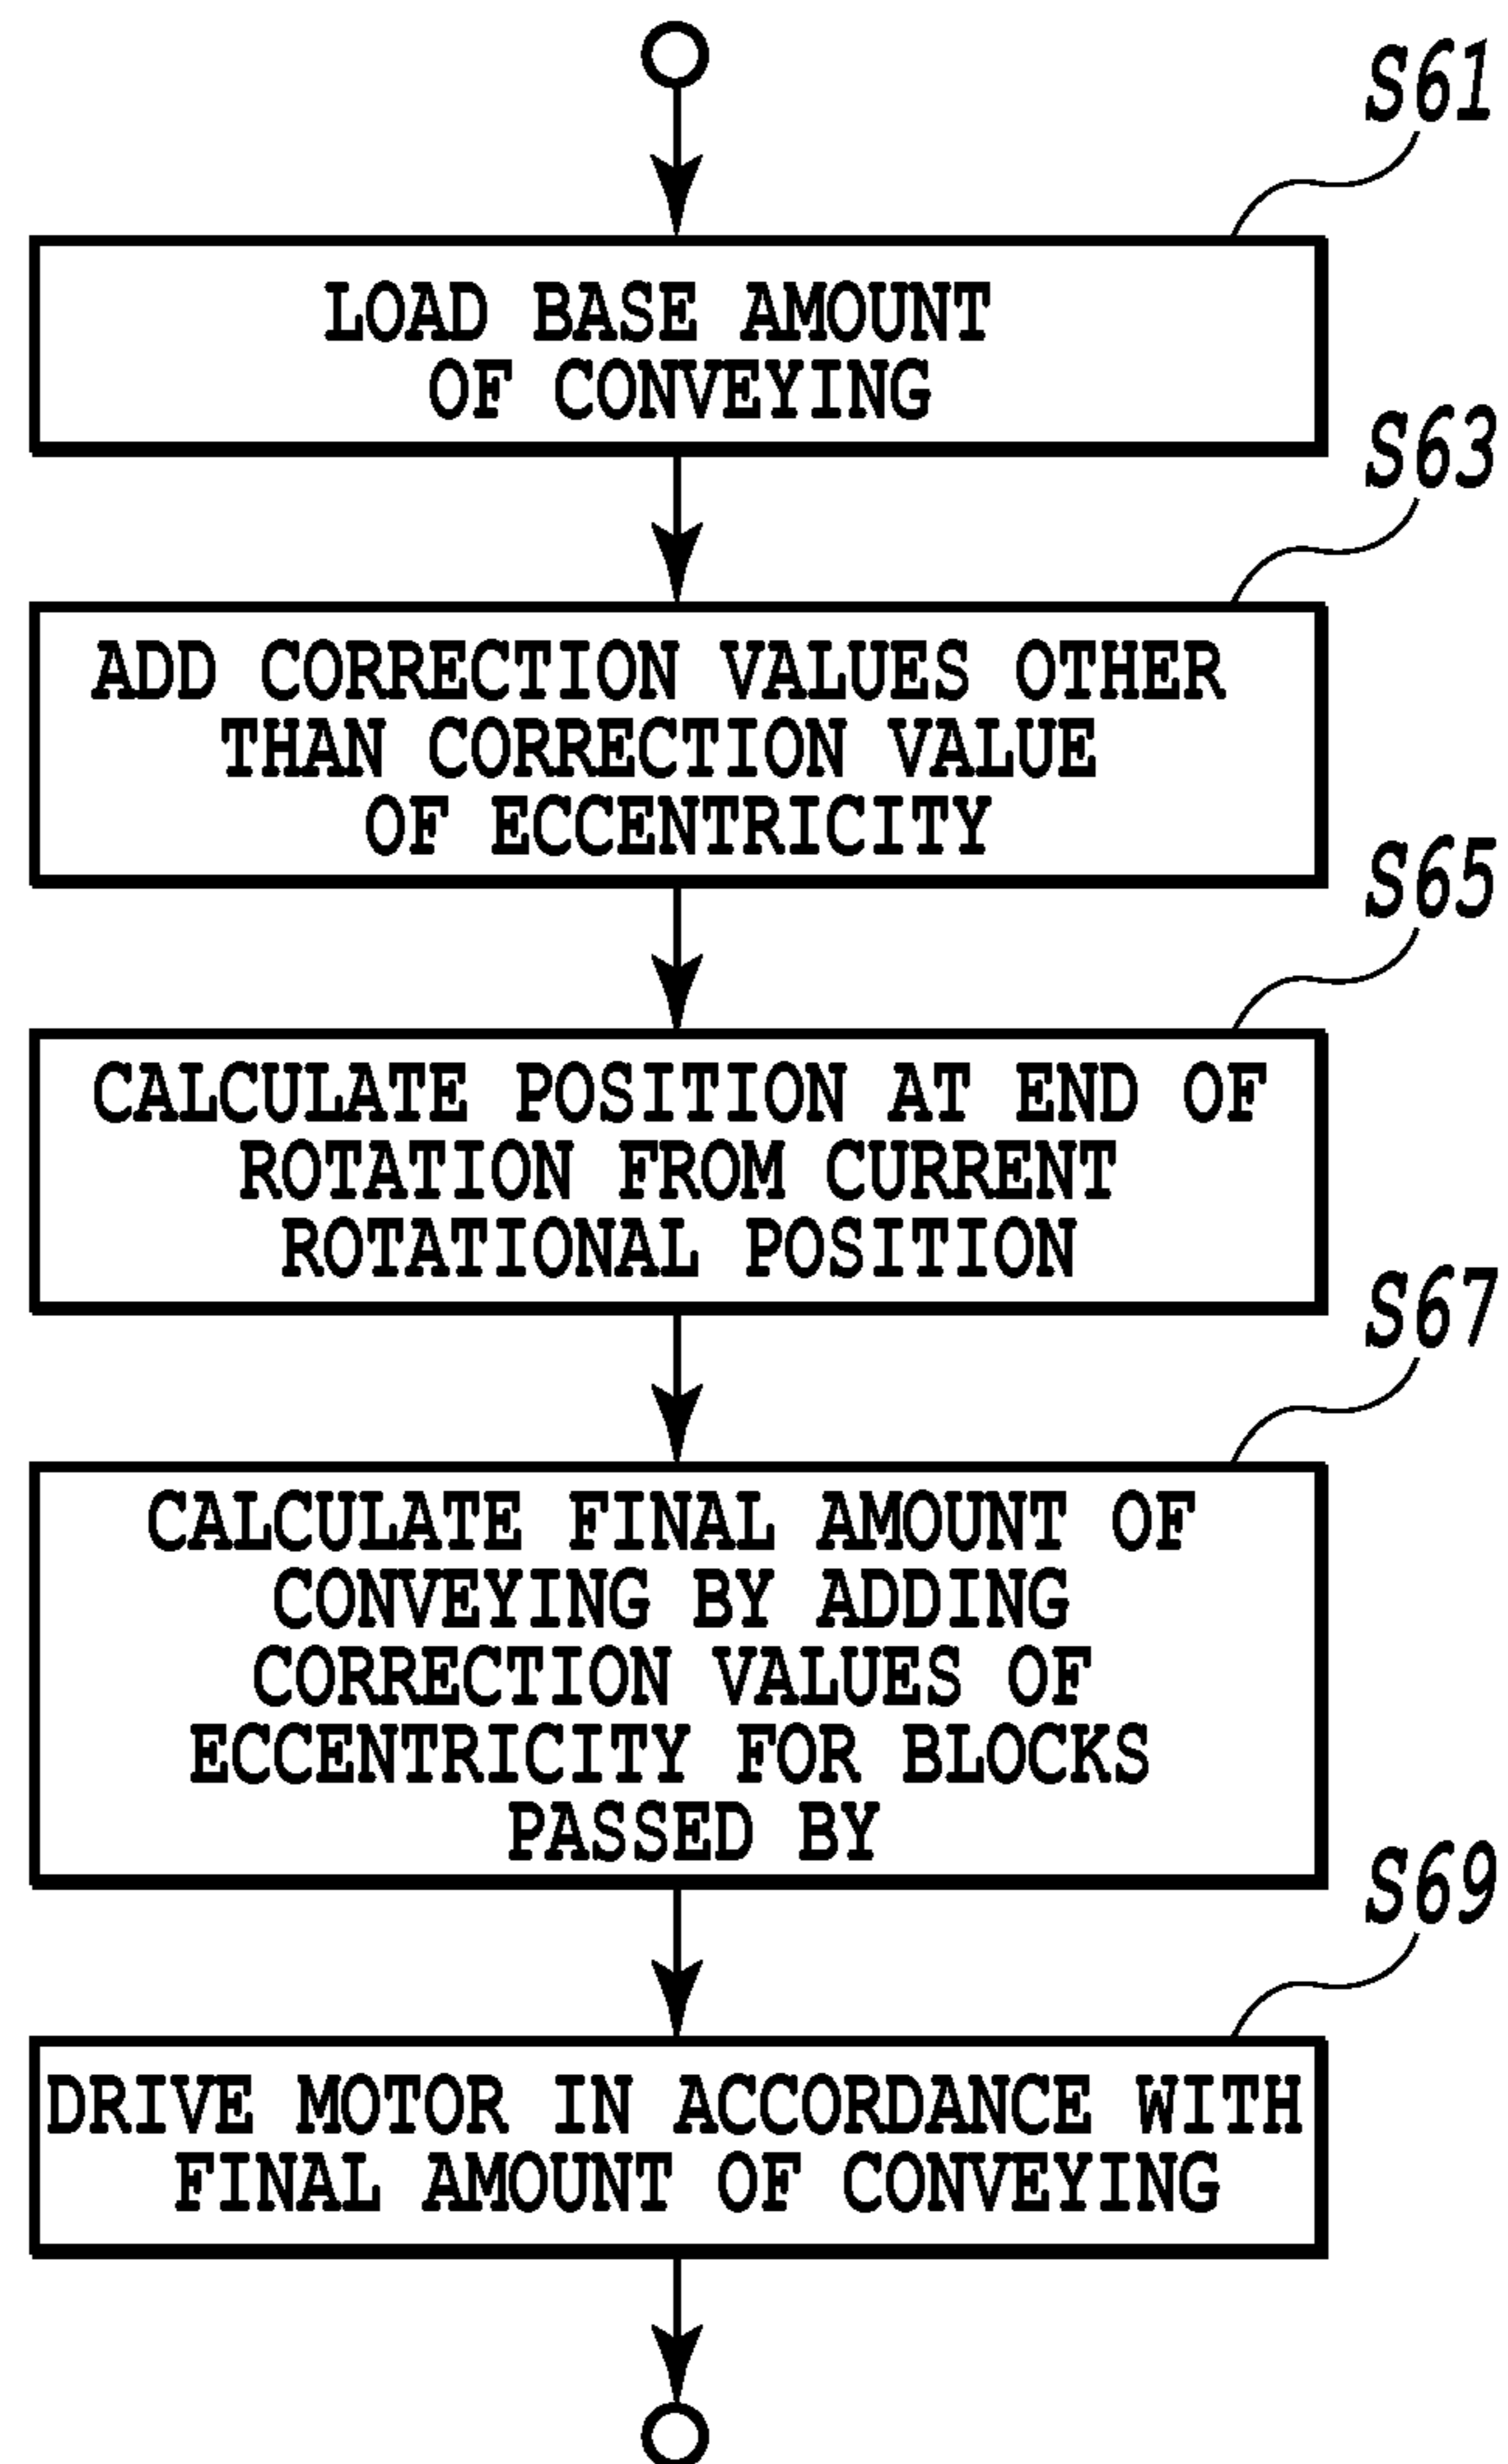 S61
LOAD BASE AMOUNT
OF CONVEYING
S63
ADD CORRECTION VALUES OTHER
THAN CORRECTION VALUE
OF ECCENTRICITY
S65
CALCULATE POSITION AT END OF
ROTATION FROM CURRENT
ROTATIONAL POSITION
S67
CALCULATE FINAL AMOUNT OF
CONVEYING BY ADDING
CORRECTION VALUES OF
ECCENTRICITY FOR BLOCKS
PASSED BY
S69
DRIVE MOTOR IN ACCORDANCE WITH
FINAL AMOUNT OF CONVEYING